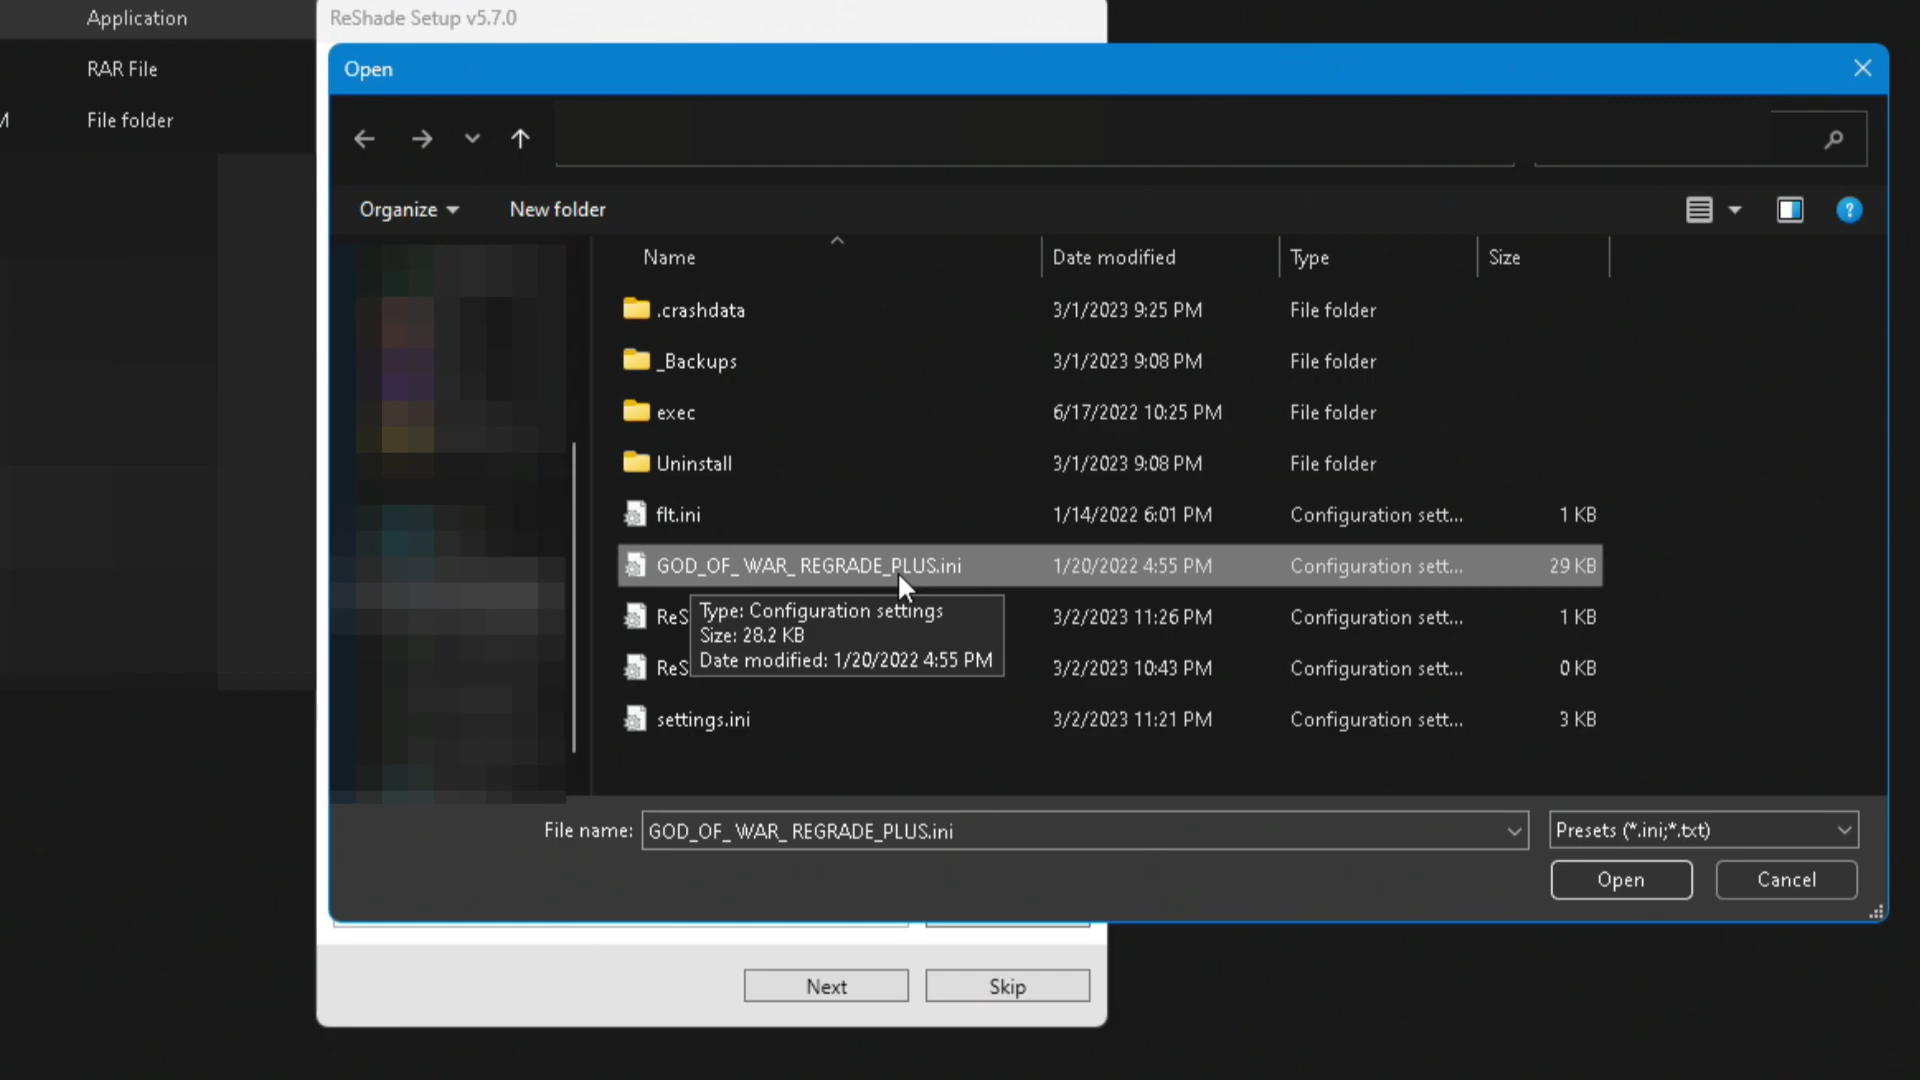 Application
RAR File
M
File folder
ReShade Setup v5.7.0
Open
Organize
New folder
?
Name
Date modified
Type
Size
.crashdata
3/1/2023 9:25 PM
File folder
_Backups
3/1/2023 9:08 PM
File folder
exec
6/17/2022 10:25 PM
File folder
Uninstall
3/1/2023 9:08 PM
File folder
flt.ini
1/14/2022 6:01 PM
Configuration sett...
1 KB
GOD_OF_ WAR_ REGRADE_PLUS.ini
1/20/2022 4:55 PM
Configuration sett...
29 KB
ReS
3/2/2023 11:26 PM
Configuration sett...
1 KB
Type: Configuration settings
Size: 28.2 KB
Date modified: 1/20/2022 4:55 PM
ReS
3/2/2023 10:43 PM
Configuration sett...
0 KB
settings.ini
3/2/2023 11:21 PM
Configuration sett...
3 KB
File name:
GOD_OF_ WAR_ REGRADE_PLUS.ini
Presets (*.ini;*.txt)
Open
Cancel
Next
Skip